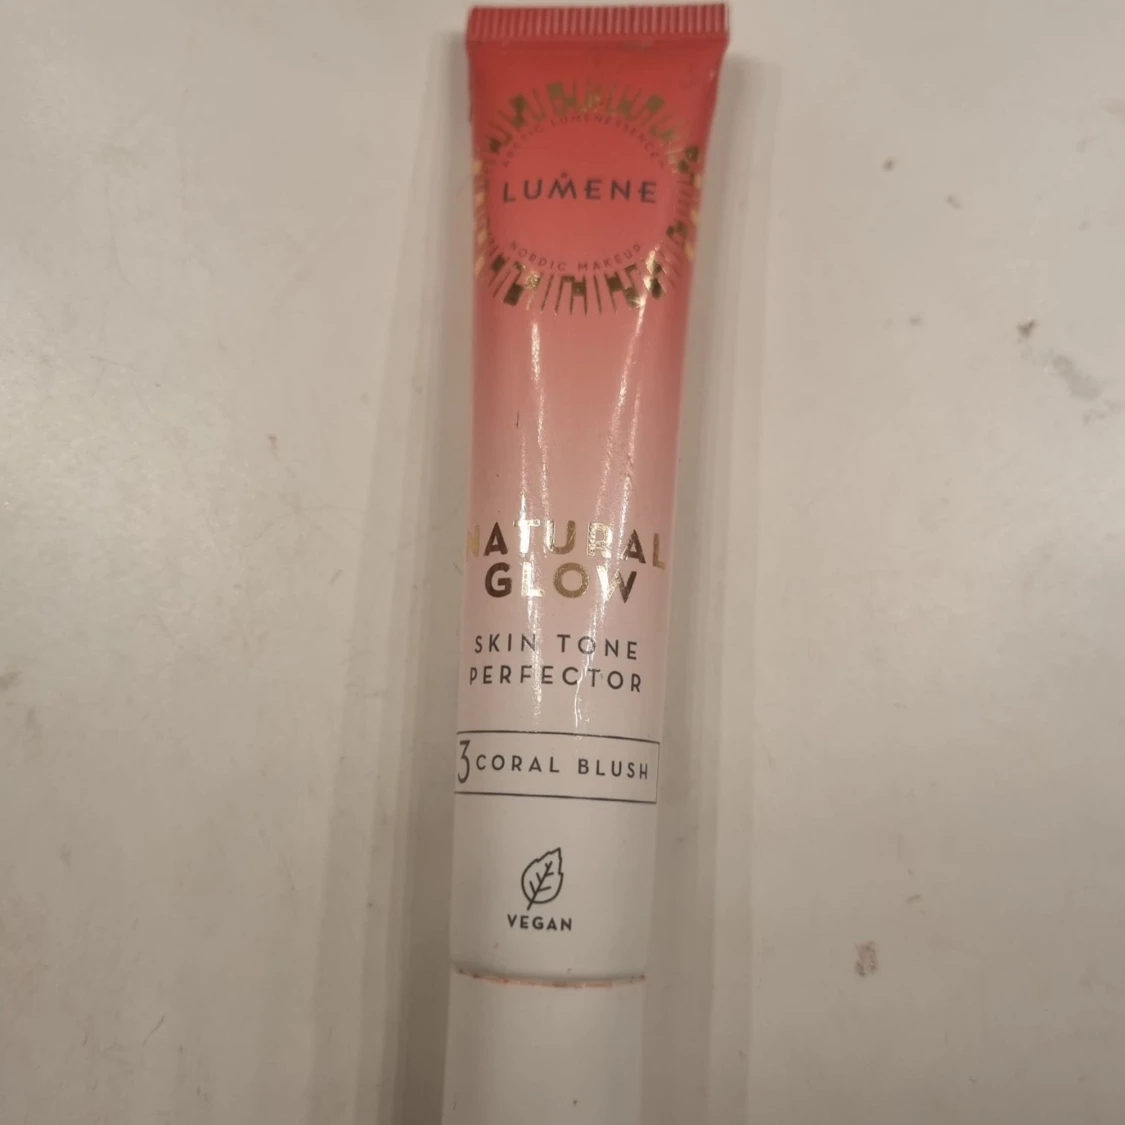 ARCTIC LUMENESSENCE
LUMENE
NORDIC MAKEUP
NATURAL
GLOW
SKIN TONE
PERFECTOR
3 CORAL BLUSH
VEGAN